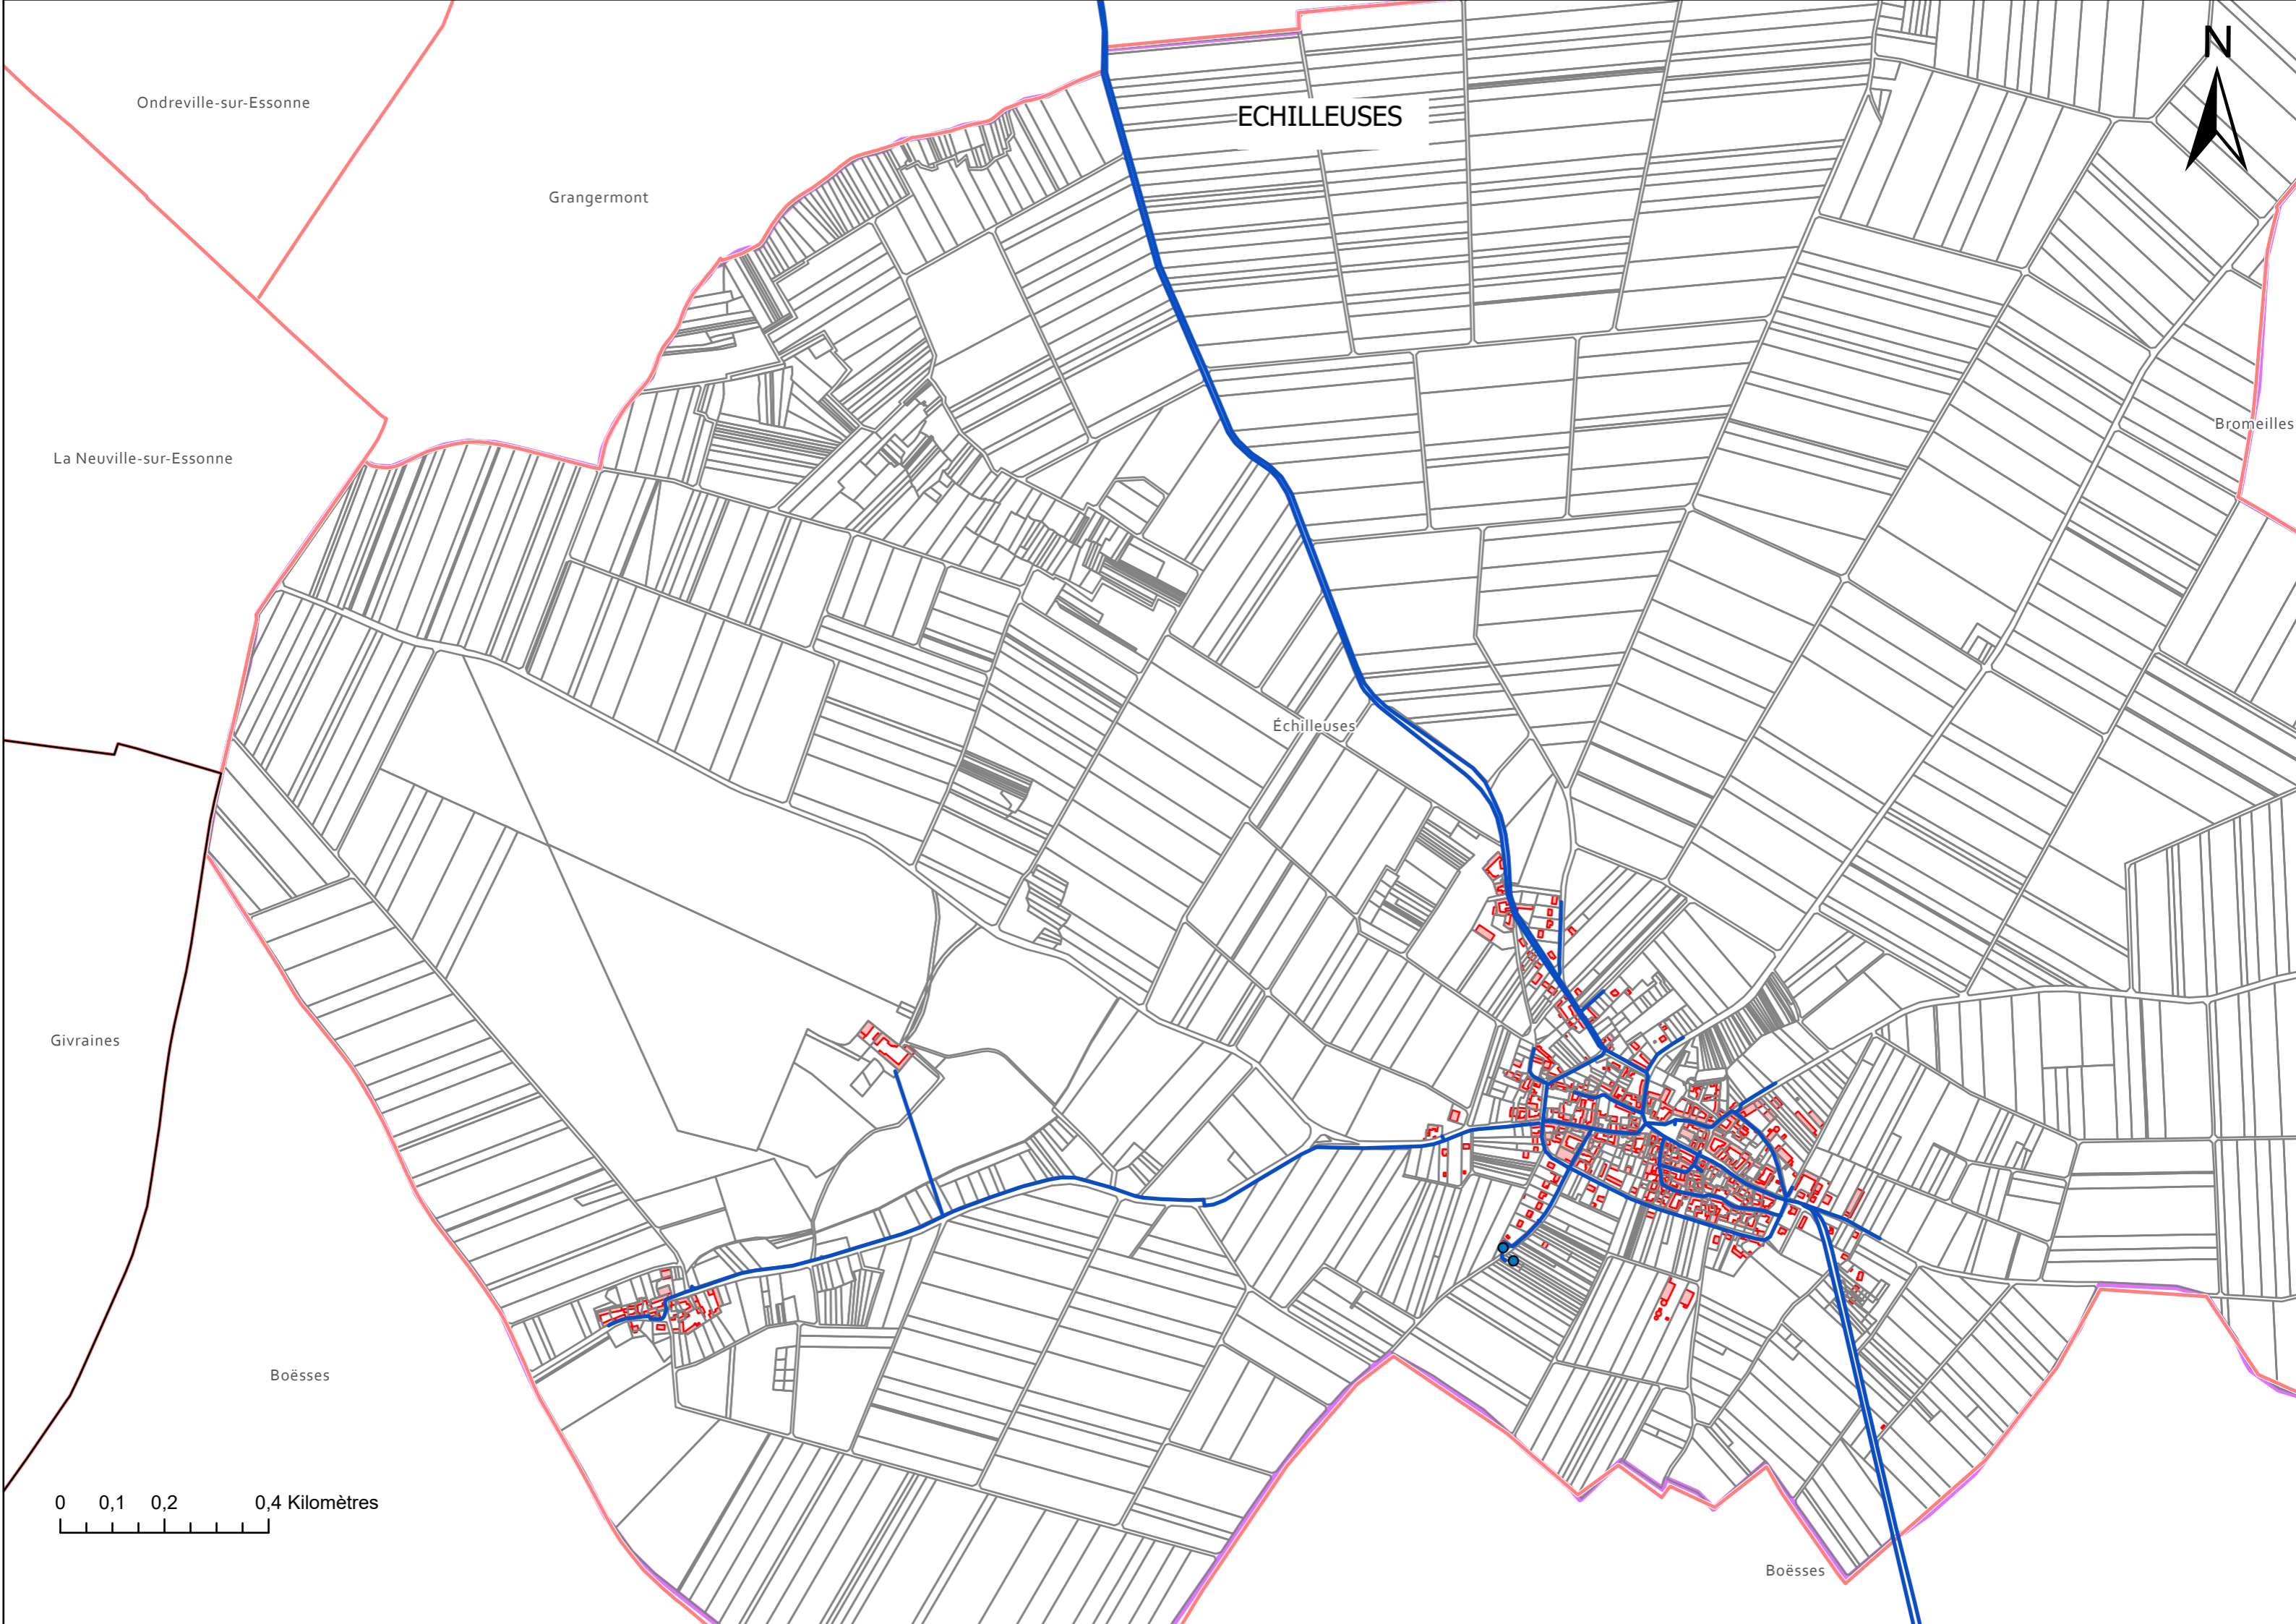 N
Ondreville-sur-Essonne
ECHILLEUSES
Grangermont
Bromeilles
La Neuville-sur-Essonne
Échilleuses
Givraines
Boësses
0 0,1 0,2 0,4 Kilomètres
Boësses